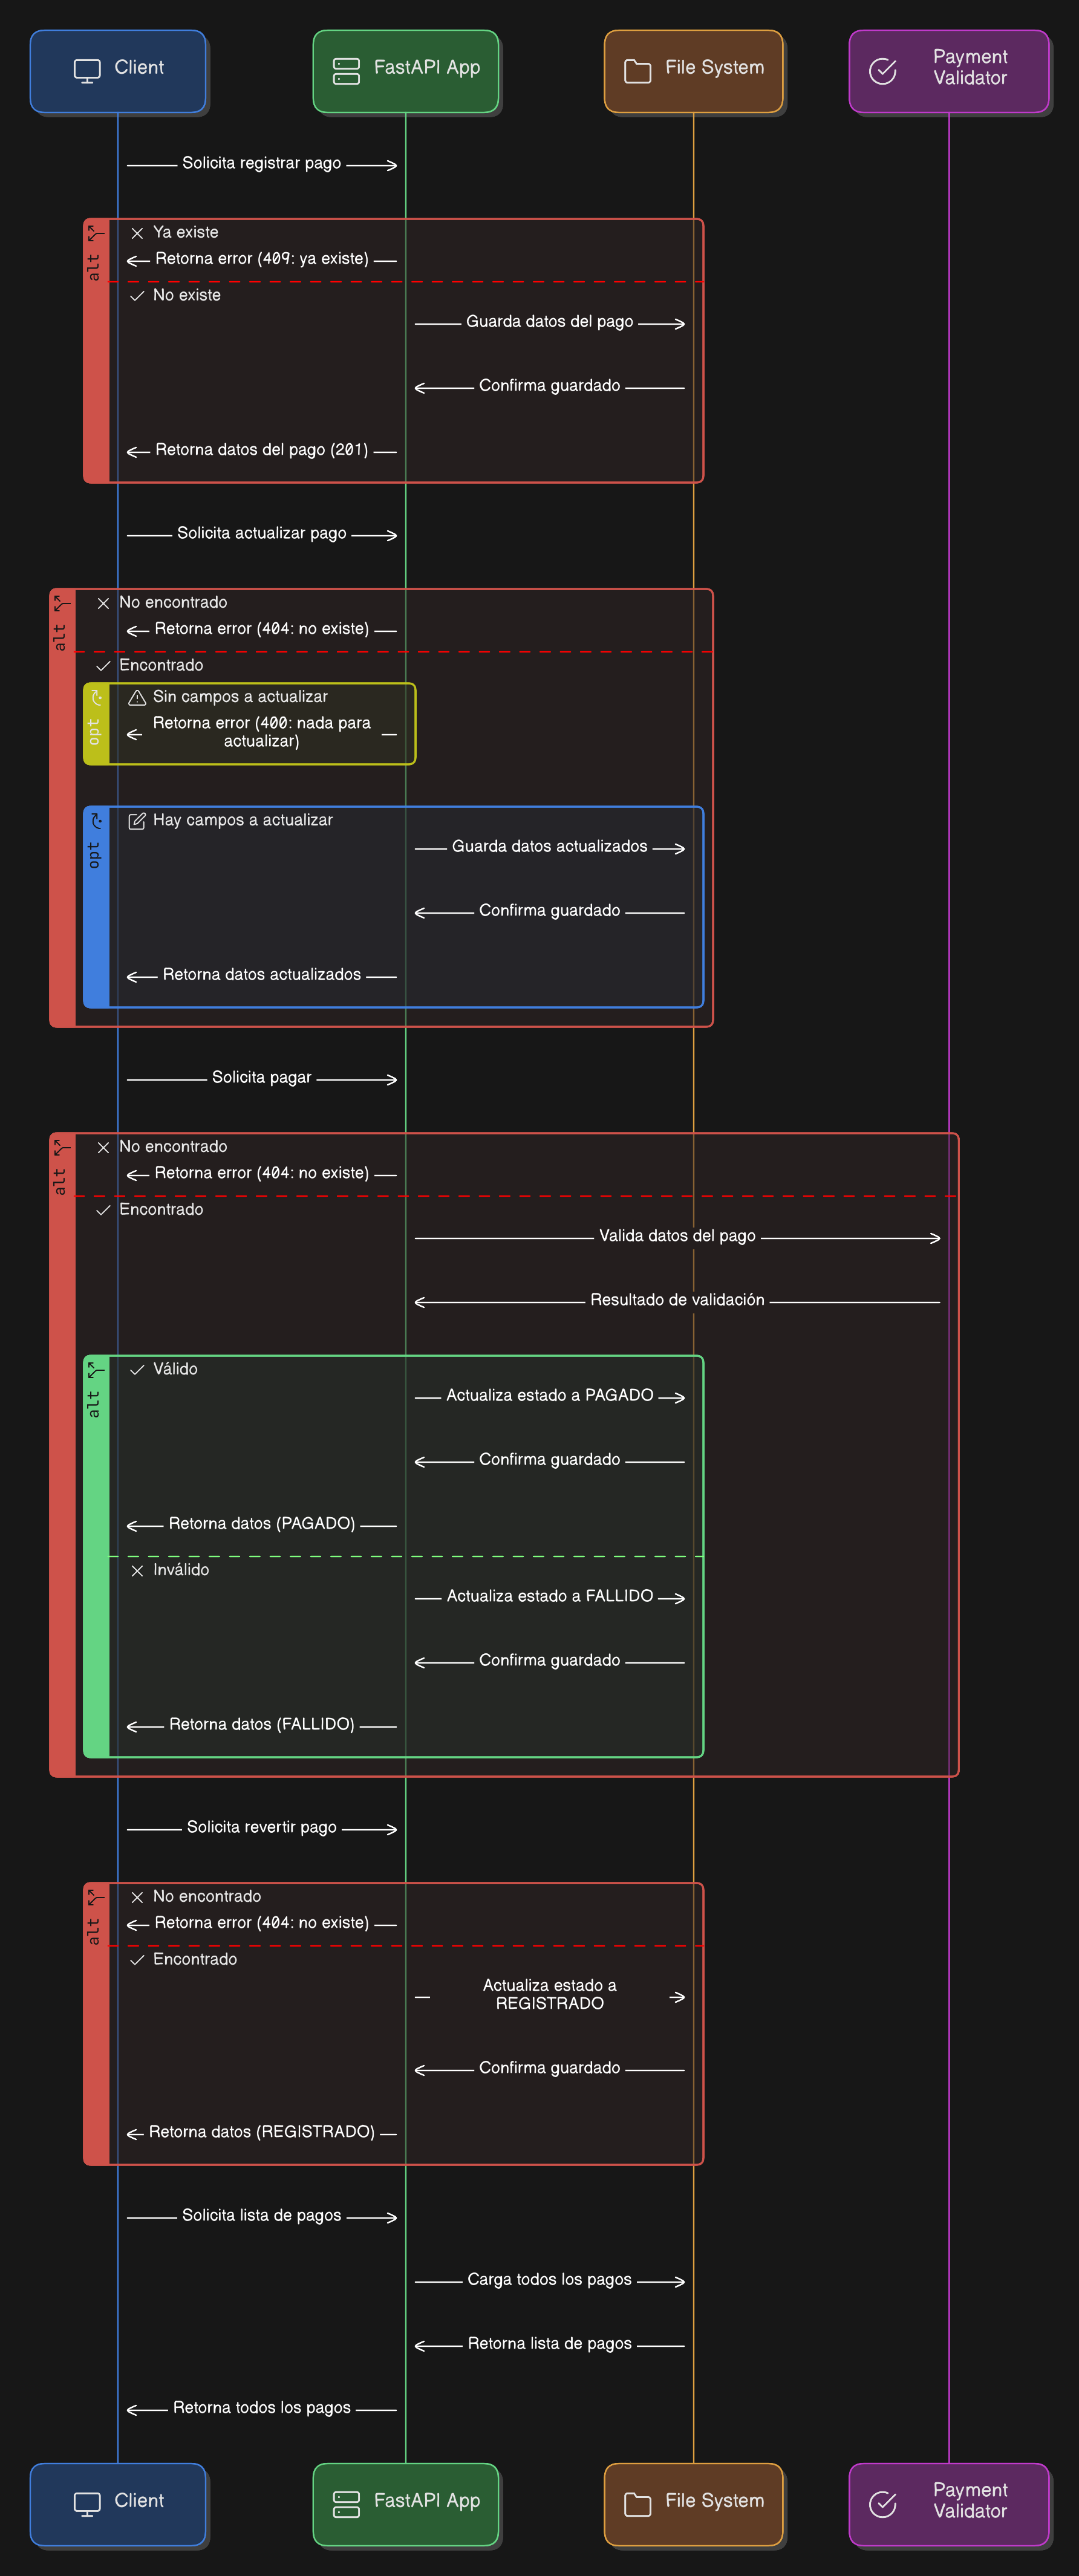 Client
FastAPI App
File System
Payment
Validator
Solicita registrar pago
alt
Ya existe
Retorna error (409: ya existe)
No existe
Guarda datos del pago
Confirma guardado
Retorna datos del pago (201)
Solicita actualizar pago
alt
No encontrado
Retorna error (404: no existe)
Encontrado
opt
Sin campos a actualizar
Retorna error (400: nada para
actualizar)
opt
Hay campos a actualizar
Guarda datos actualizados
Confirma guardado
Retorna datos actualizados
Solicita pagar
alt
No encontrado
Retorna error (404: no existe)
Encontrado
Valida datos del pago
Resultado de validación
alt
Válido
Actualiza estado a PAGADO
Confirma guardado
Retorna datos (PAGADO)
Inválido
Actualiza estado a FALLIDO
Confirma guardado
Retorna datos (FALLIDO)
Solicita revertir pago
alt
No encontrado
Retorna error (404: no existe)
Encontrado
Actualiza estado a
REGISTRADO
Confirma guardado
Retorna datos (REGISTRADO)
Solicita lista de pagos
Carga todos los pagos
Retorna lista de pagos
Retorna todos los pagos
Client
FastAPI App
File System
Payment
Validator